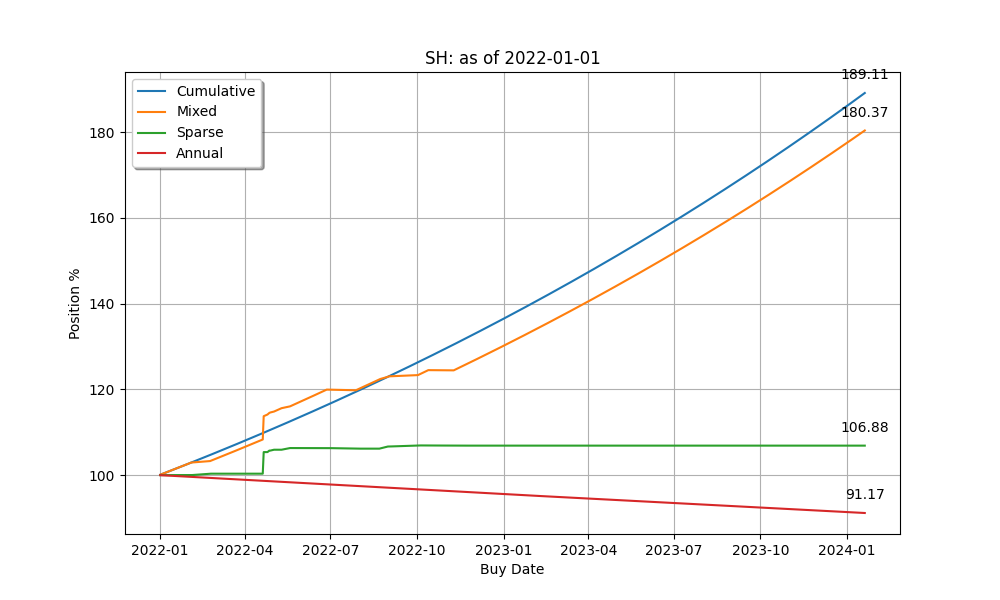 SH: as of 2022-01-01
Cumulative
Mixed
Sparse
Annual
189.11
180.37
106.88
91.17
Position %
180
160
140
120
100
2022-01 2022-04 2022-07 2022-10 2023-01 2023-04 2023-07 2023-10 2024-01
Buy Date